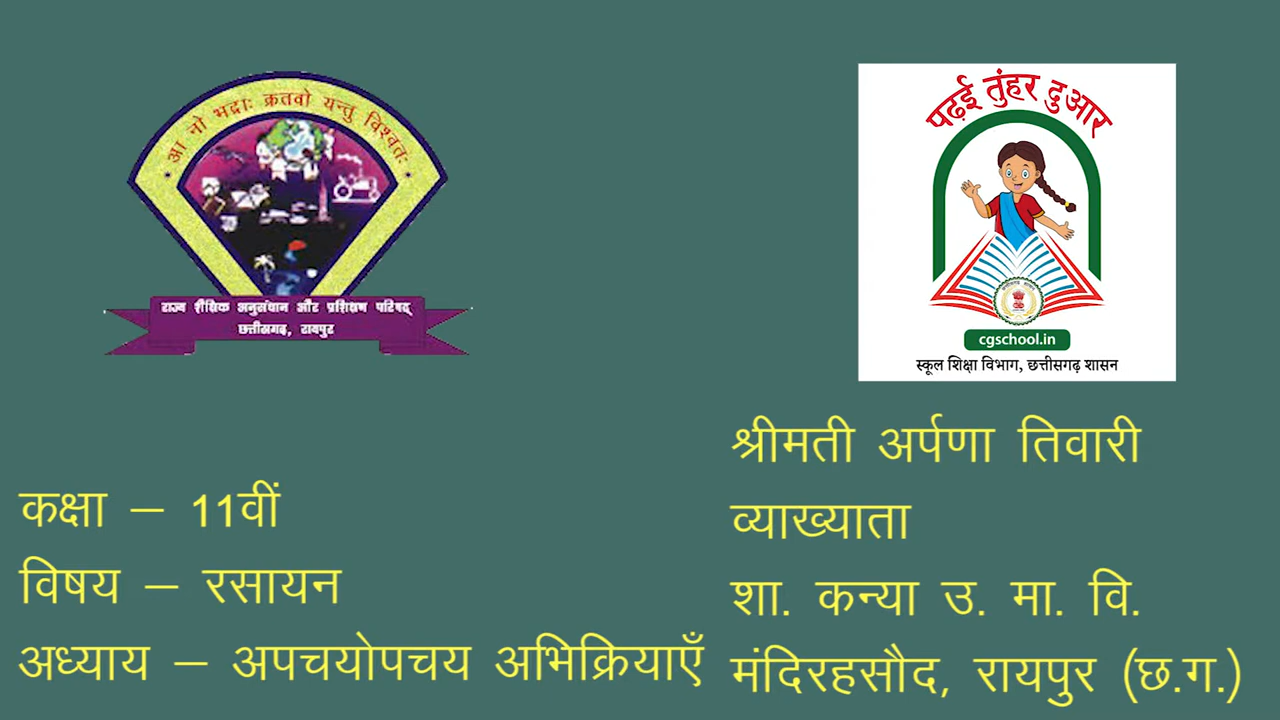 आ नो भद्राः क्रतवो यन्तु विश्वतः
राज्य शैक्षिक अनुसंधान और प्रशिक्षण परिषद्
छत्तीसगढ़, रायपुर
पढ़ई तुंहर दुआर
cgschool.in
स्कूल शिक्षा विभाग, छत्तीसगढ़ शासन
कक्षा – 11वीं
विषय – रसायन
अध्याय – अपचयोपचय अभिक्रियाएँ
श्रीमती अर्पणा तिवारी
व्याख्याता
शा. कन्या उ. मा. वि.
मंदिरहसौद, रायपुर (छ.ग.)